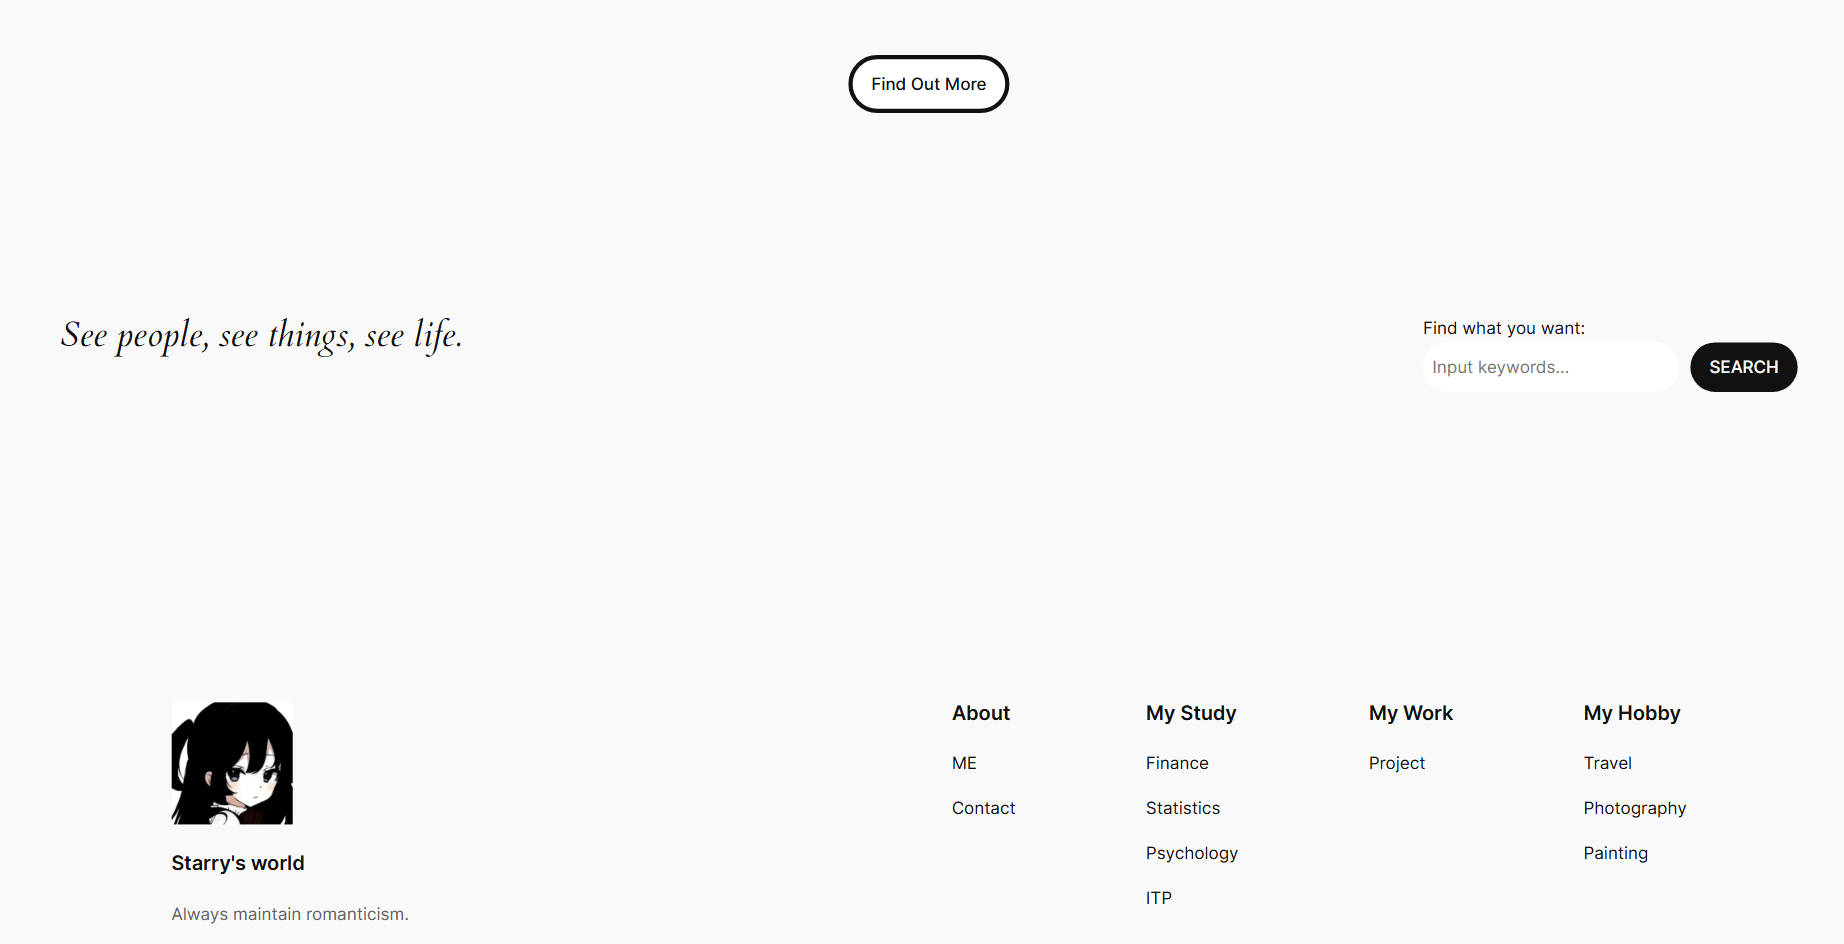 Find Out More
See people, see things, see life.
Find what you want:
Input keywords...
SEARCH
Starry's world
Always maintain romanticism.
About
ME
Contact
My Study
Finance
Statistics
Psychology
ITP
My Work
Project
My Hobby
Travel
Photography
Painting